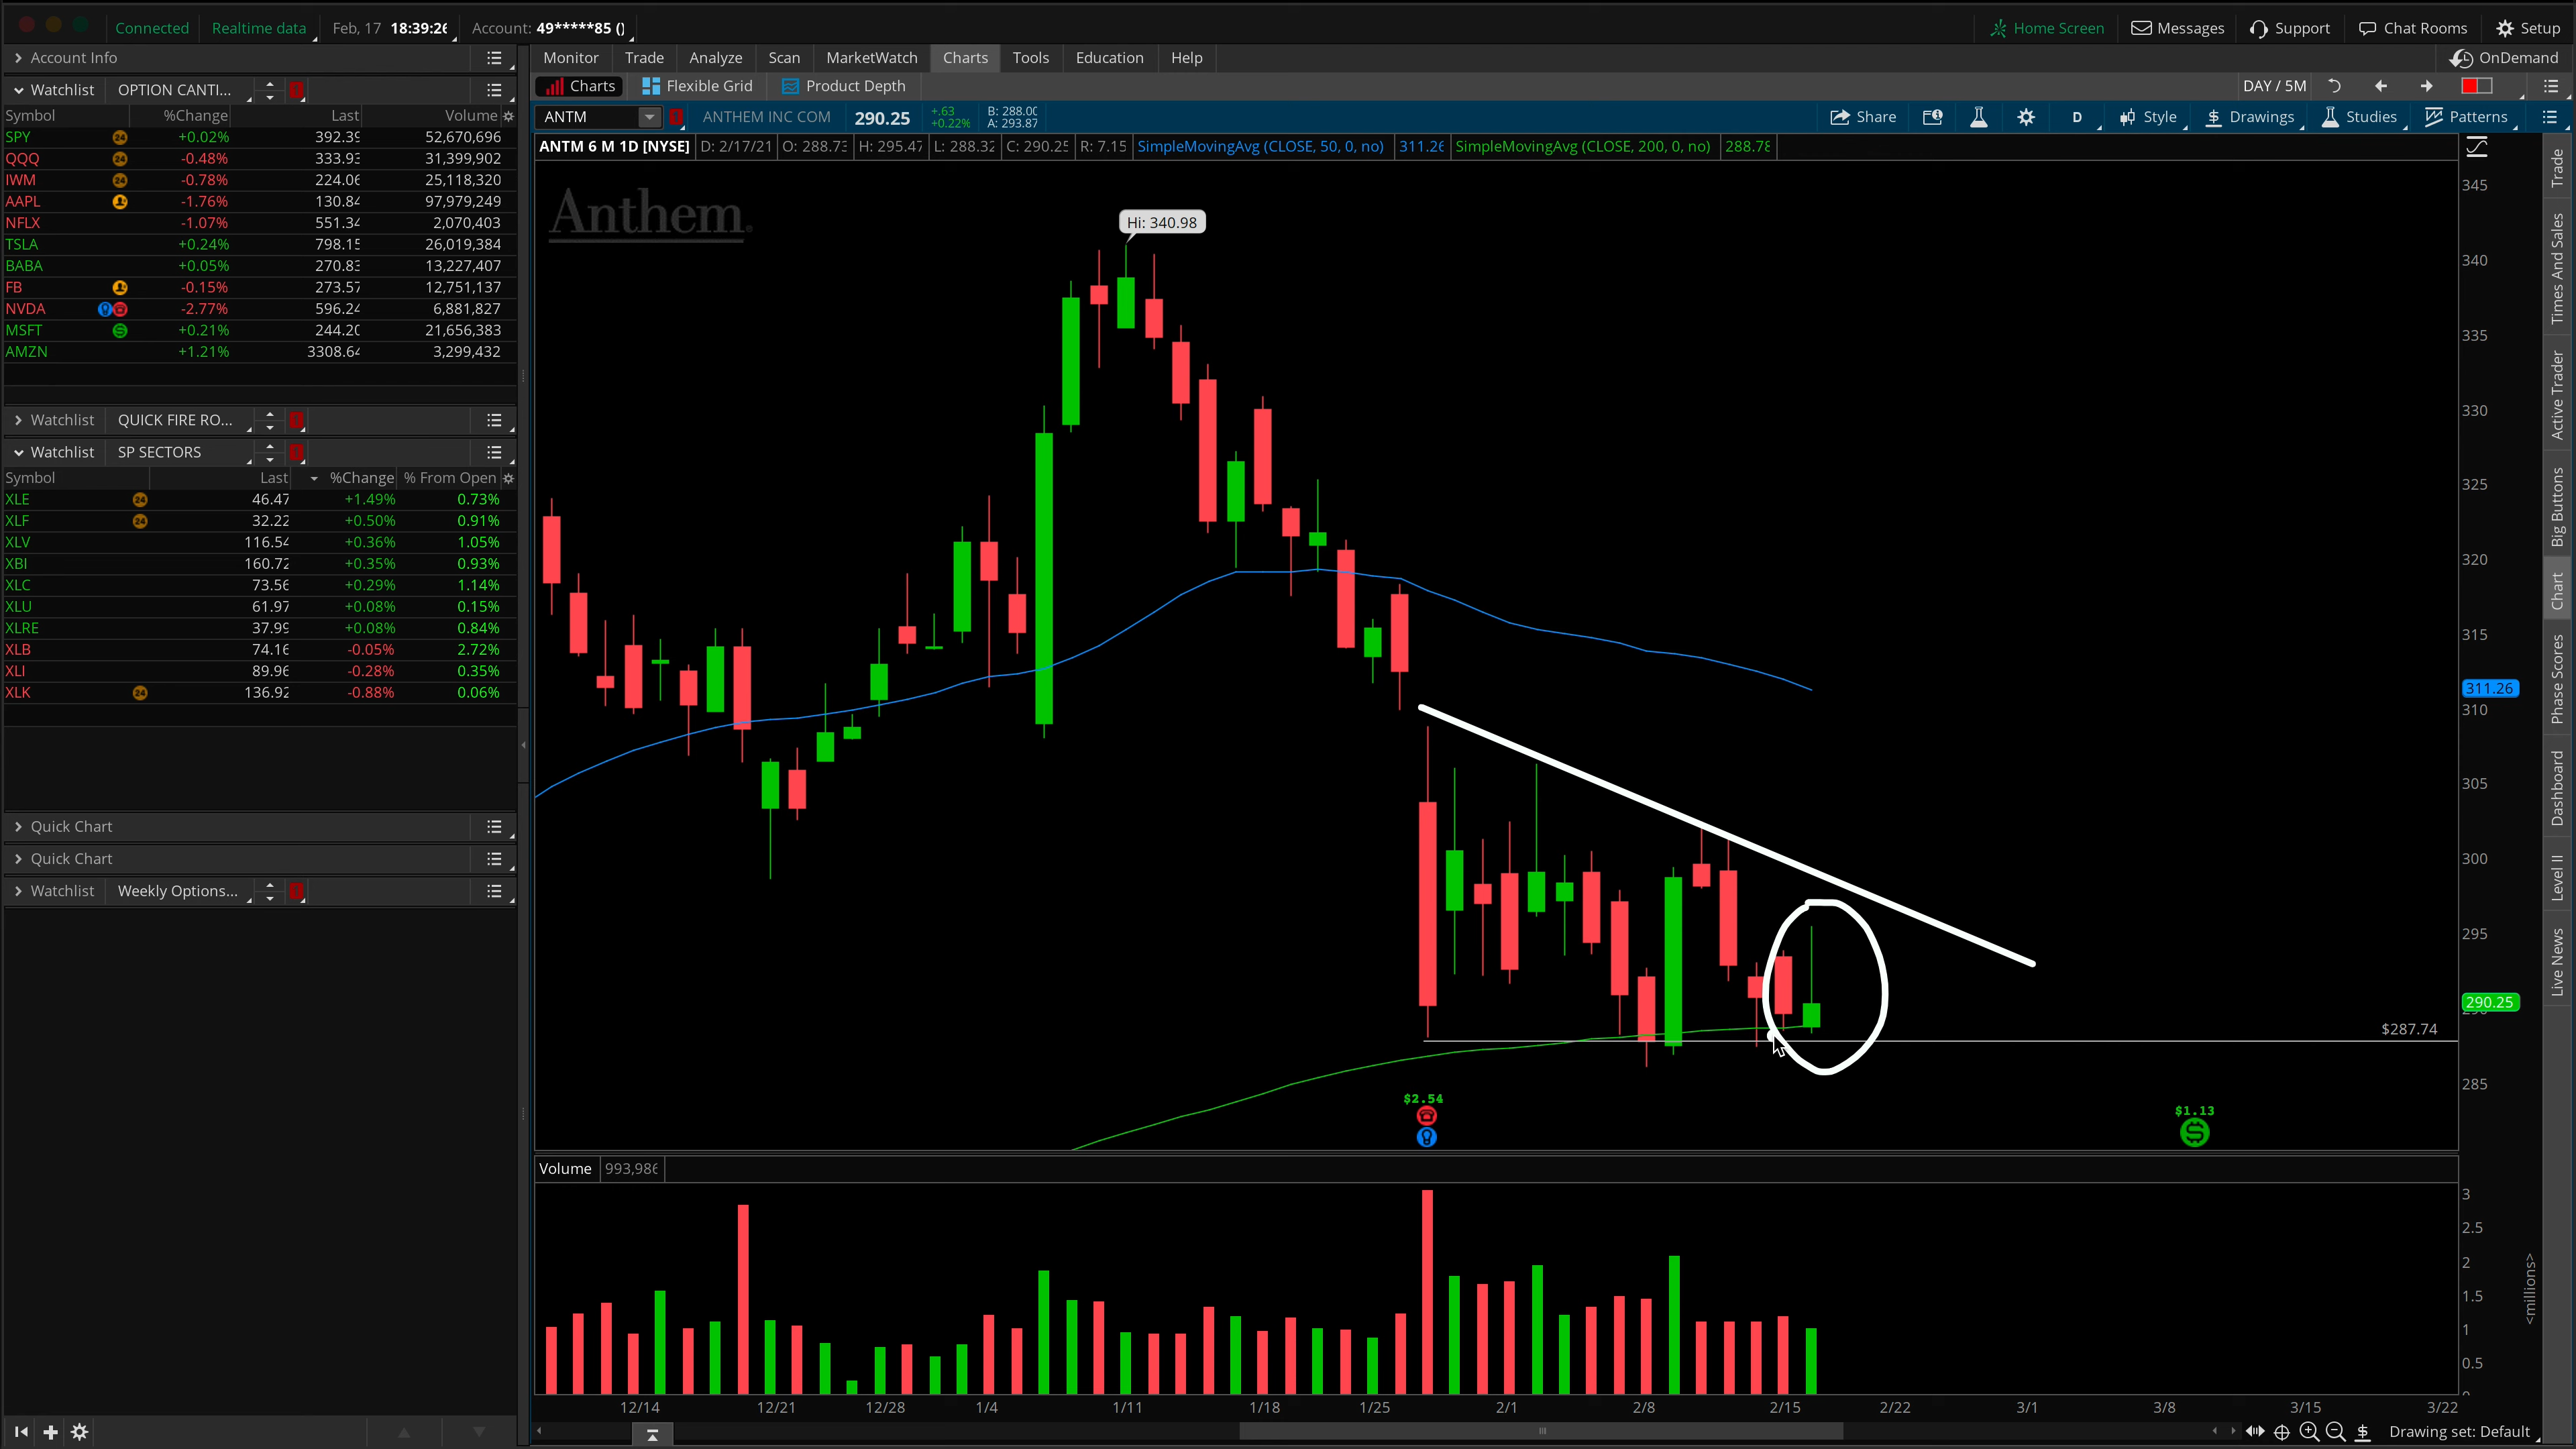 Connected Realtime data Feb, 17 18:39:26 Account: 49*****85 () Home Screen Messages Support Chat Rooms Setup
Account Info Monitor Trade Analyze Scan MarketWatch Charts Tools Education Help OnDemand
Watchlist OPTION CANTI... Charts Flexible Grid Product Depth DAY / 5M
Symbol %Change Last Volume
ANTM ANTHEM INC COM 290.25 +.63 +0.22% B: 288.00 A: 293.87 Share D Style Drawings Studies Patterns
ANTM 6 M 1D [NYSE] D: 2/17/21 O: 288.73 H: 295.47 L: 288.32 C: 290.25 R: 7.15 SimpleMovingAvg (CLOSE, 50, 0, no) 311.26 SimpleMovingAvg (CLOSE, 200, 0, no) 288.78
SPY 24 +0.02% 392.39 52,670,696
QQQ 24 -0.48% 333.93 31,399,902
IWM 24 -0.78% 224.06 25,118,320
AAPL -1.76% 130.84 97,979,249
NFLX -1.07% 551.34 2,070,403
TSLA +0.24% 798.15 26,019,384
BABA +0.05% 270.83 13,227,407
FB -0.15% 273.57 12,751,137
NVDA -2.77% 596.24 6,881,827
MSFT +0.21% 244.20 21,656,383
AMZN +1.21% 3308.64 3,299,432
Watchlist QUICK FIRE RO...
Watchlist SP SECTORS
Symbol Last %Change % From Open
XLE 24 46.47 +1.49% 0.73%
XLF 24 32.22 +0.50% 0.91%
XLV 116.54 +0.36% 1.05%
XBI 160.72 +0.35% 0.93%
XLC 73.56 +0.29% 1.14%
XLU 61.97 +0.08% 0.15%
XLRE 37.99 +0.08% 0.84%
XLB 74.16 -0.05% 2.72%
XLI 89.96 -0.28% 0.35%
XLK 24 136.92 -0.88% 0.06%
Quick Chart
Quick Chart
Watchlist Weekly Options...
Anthem
Hi: 340.98
345
340
335
330
325
320
315
311.26
310
305
300
295
290.25
$287.74
285
$2.54
$1.13
Volume 993,986
3
2.5
2
1.5
1
0.5
<millions>
12/14 12/21 12/28 1/4 1/11 1/18 1/25 2/1 2/8 2/15 2/22 3/1 3/8 3/15 3/22
Drawing set: Default
Trade
Times And Sales
Active Trader
Big Buttons
Chart
Phase Scores
Dashboard
Level II
Live News